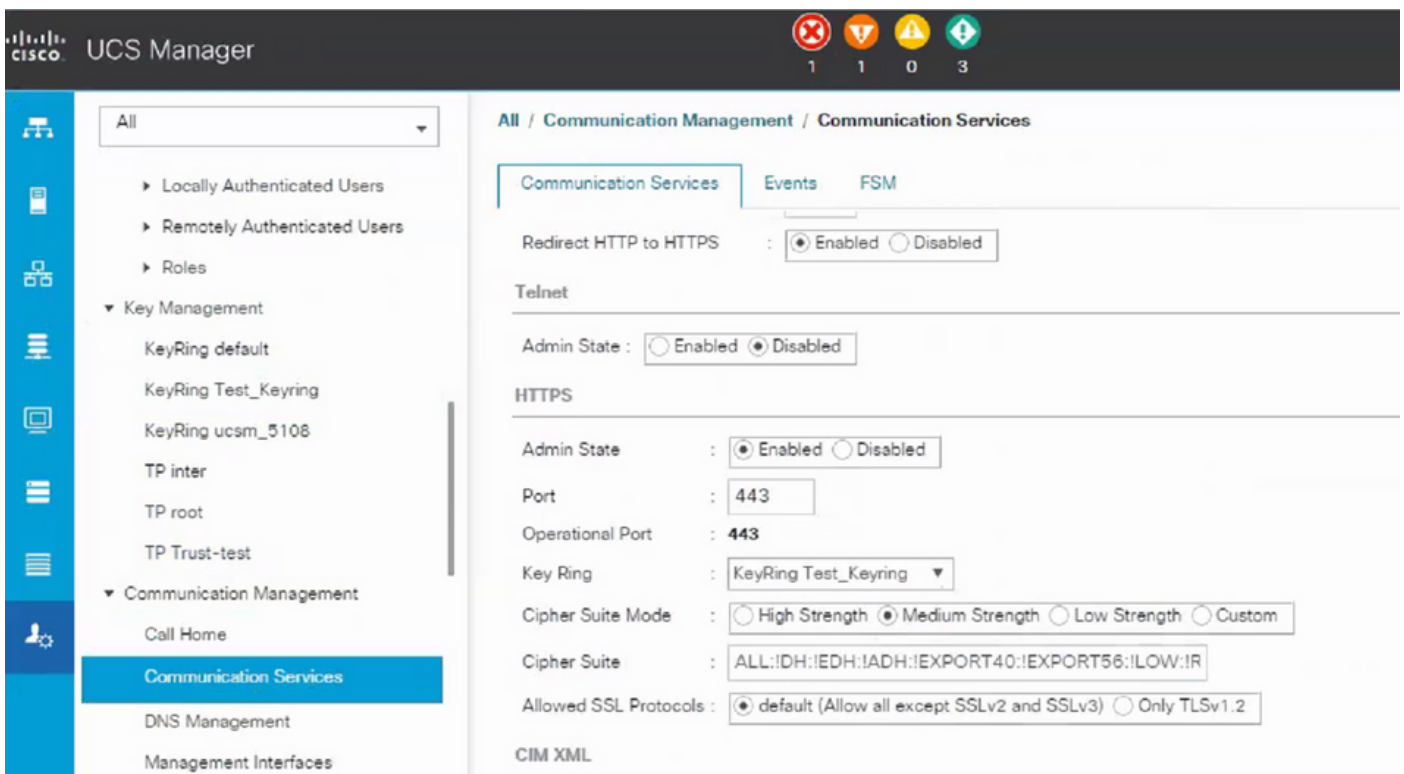 cisco. UCS Manager
1 1 0 3
All
Locally Authenticated Users
Remotely Authenticated Users
Roles
Key Management
KeyRing default
KeyRing Test_Keyring
KeyRing ucsm_5108
TP inter
TP root
TP Trust-test
Communication Management
Call Home
Communication Services
DNS Management
Management Interfaces
All / Communication Management / Communication Services
Communication Services Events FSM
Redirect HTTP to HTTPS : Enabled Disabled
Telnet
Admin State : Enabled Disabled
HTTPS
Admin State : Enabled Disabled
Port : 443
Operational Port : 443
Key Ring : KeyRing Test_Keyring
Cipher Suite Mode : High Strength Medium Strength Low Strength Custom
Cipher Suite : ALL:!DH:!EDH:!ADH:!EXPORT40:!EXPORT56:!LOW:!R
Allowed SSL Protocols : default (Allow all except SSLv2 and SSLv3) Only TLSv1.2
CIM XML